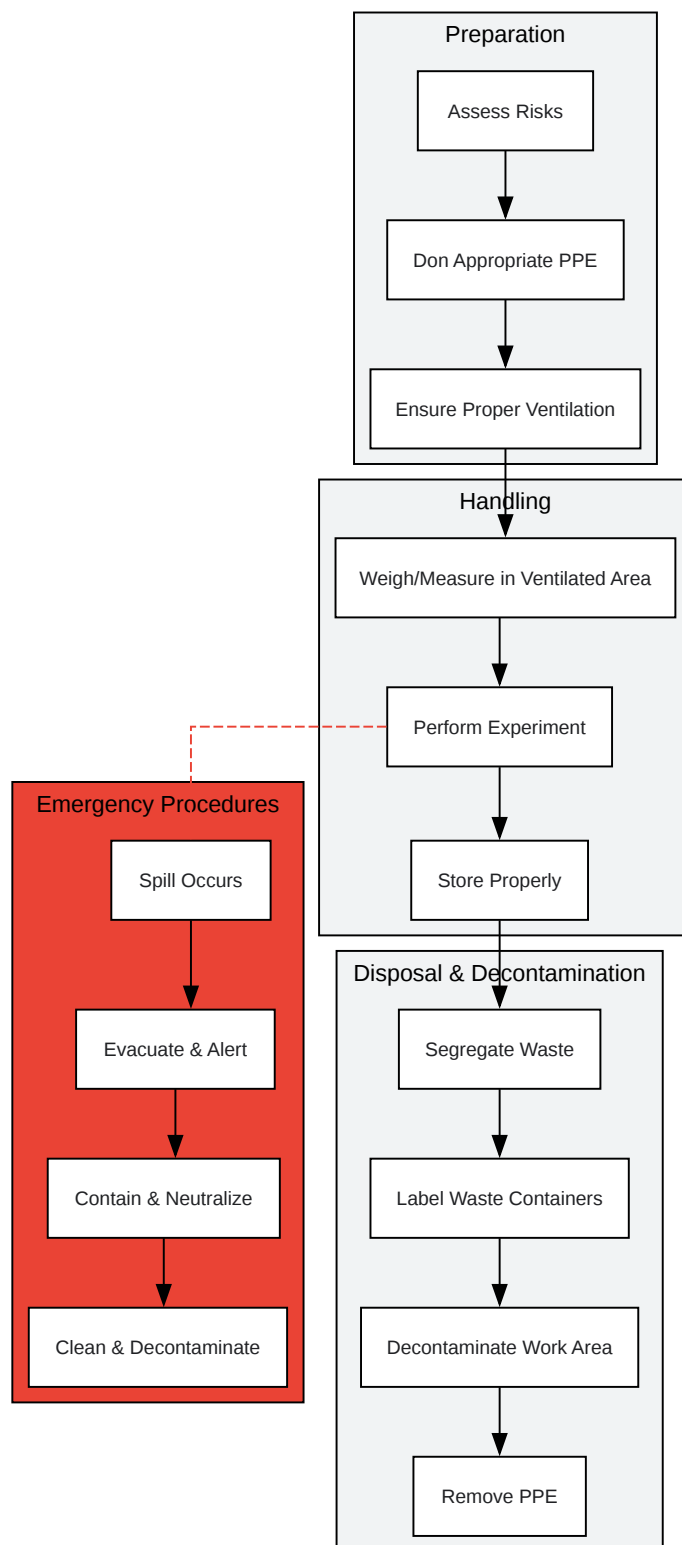 Preparation
Assess Risks
Don Appropriate PPE
Ensure Proper Ventilation
Handling
Weigh/Measure in Ventilated Area
Perform Experiment
Store Properly
Emergency Procedures
Spill Occurs
Evacuate & Alert
Contain & Neutralize
Clean & Decontaminate
Disposal & Decontamination
Segregate Waste
Label Waste Containers
Decontaminate Work Area
Remove PPE